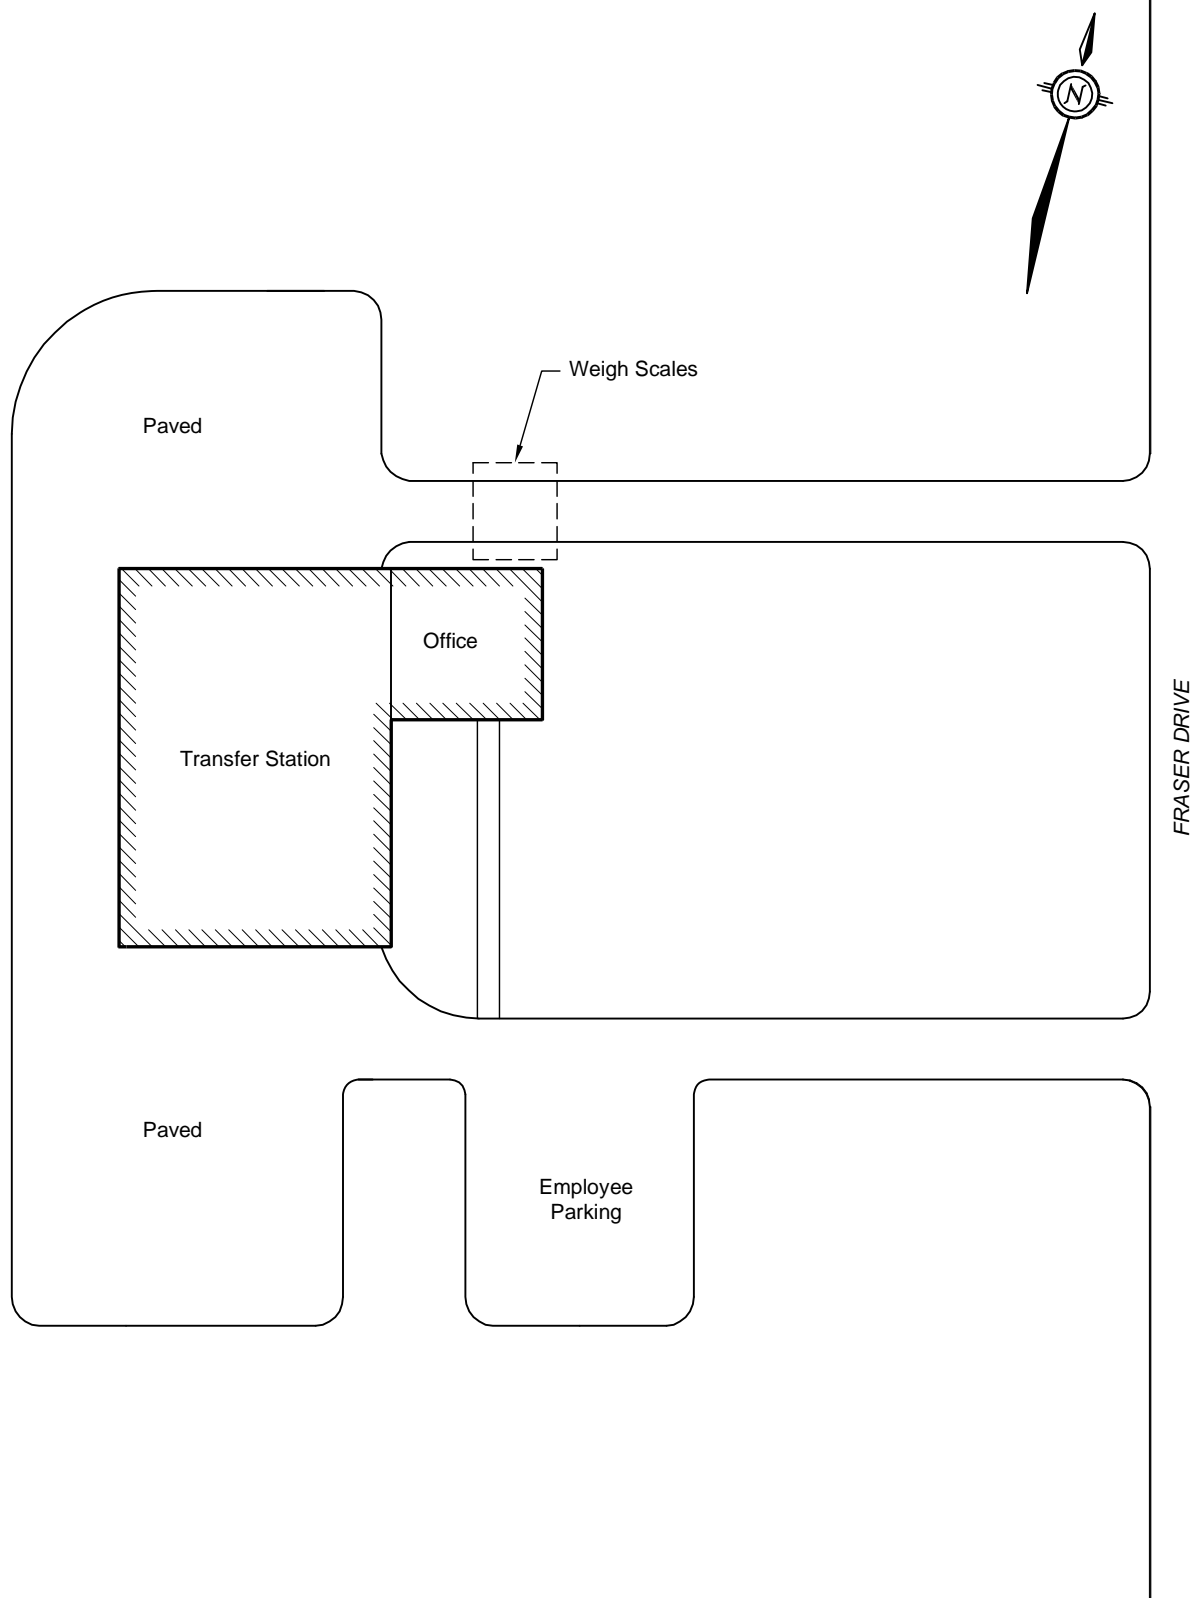 N
Weigh Scales
Paved
Office
FRASER DRIVE
Transfer Station
Paved
Employee
Parking